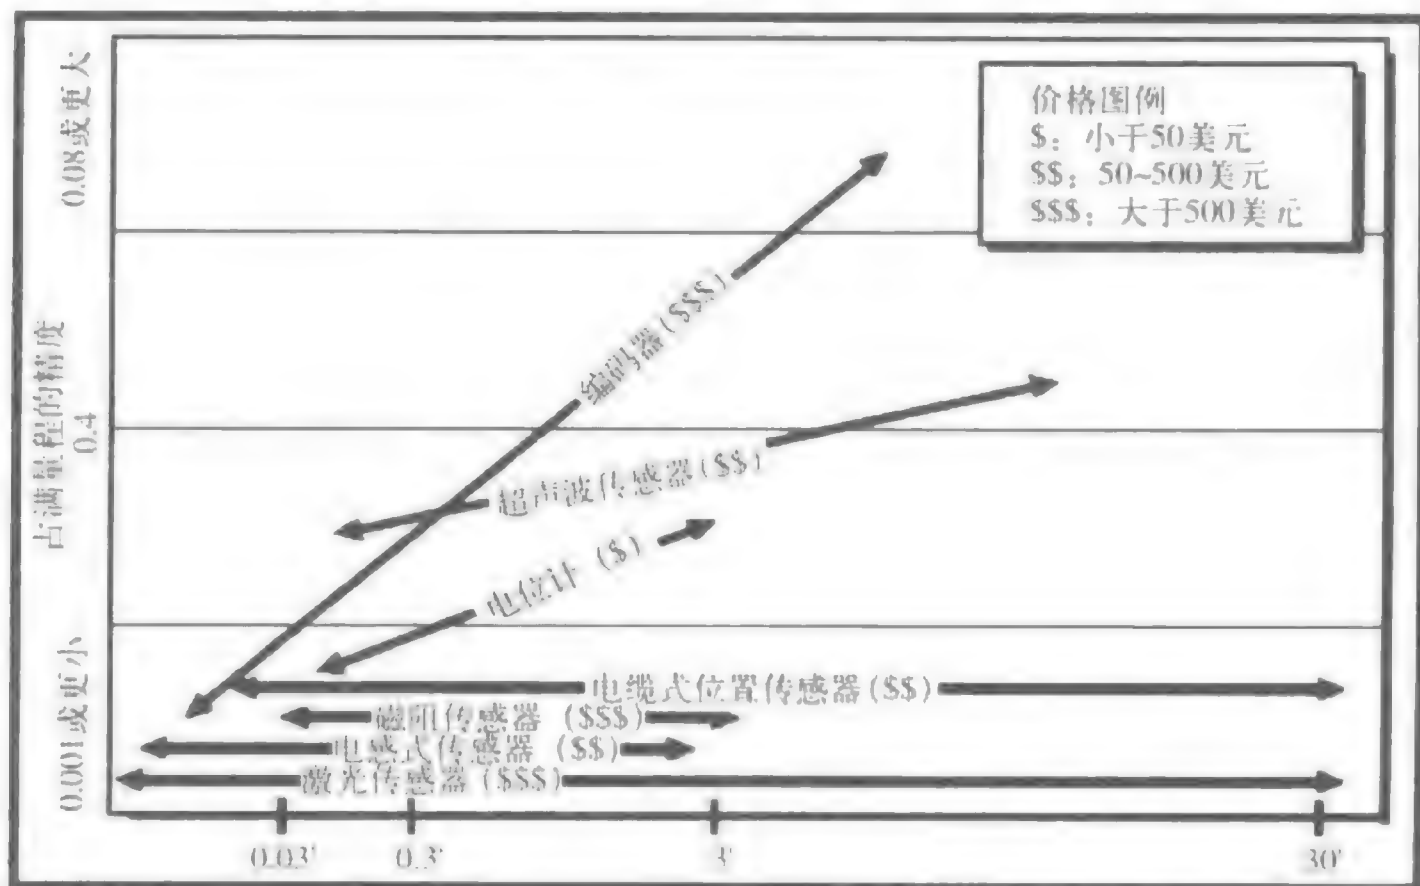 价格图例
$：小于50美元
$$：50~500美元
$$$：大于500美元
0.08或更大
占满量程的精度
0.4
0.001或更小
编码器($$$)
超声波传感器($$)
电位计 ($)
电缆式位置传感器($$)
磁阻传感器 ($$$)
电感式传感器 ($$)
激光传感器($$$)
0.03'
0.3'
3'
30'